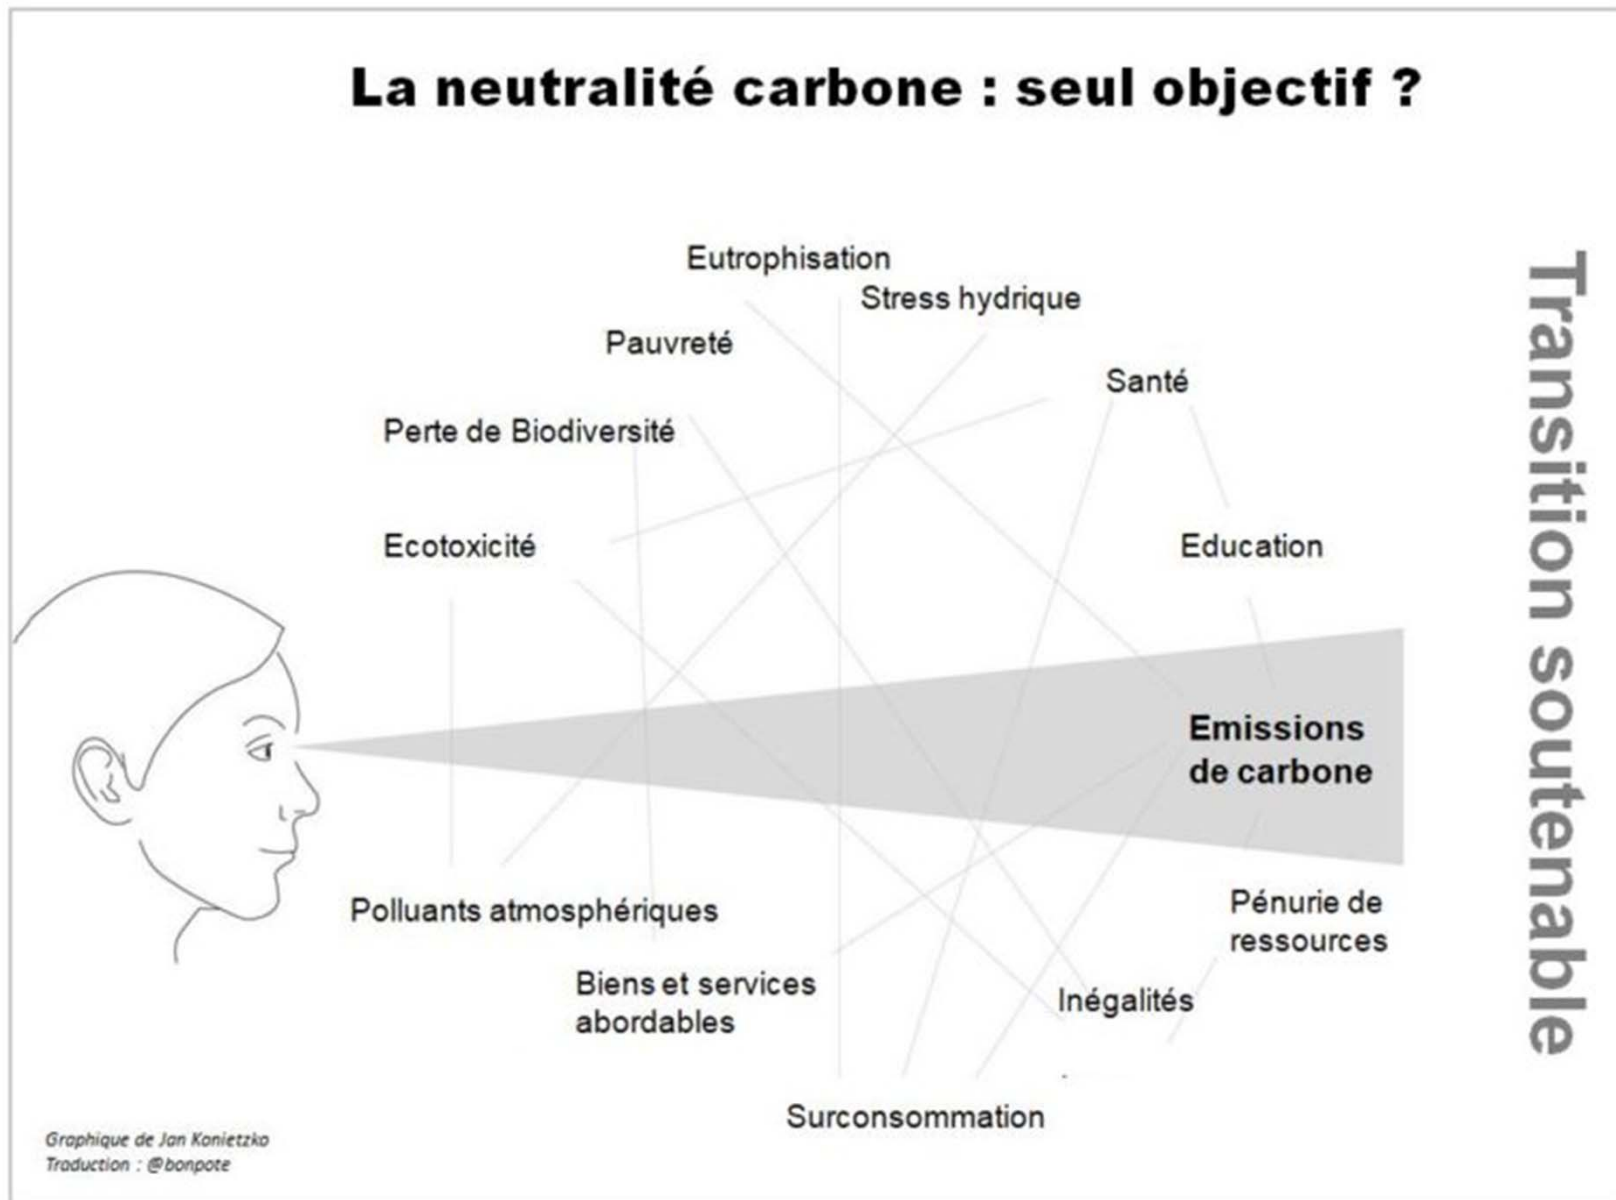 La neutralité carbone : seul objectif ?
Eutrophisation
Stress hydrique
Pauvreté
Santé
Perte de Biodiversité
Ecotoxicité
Education
Emissions
de carbone
Polluants atmosphériques
Pénurie de
ressources
Biens et services
abordables
Inégalités
Surconsommation
Transition soutenable
Graphique de Jan Konietzko
Traduction : @bonpote